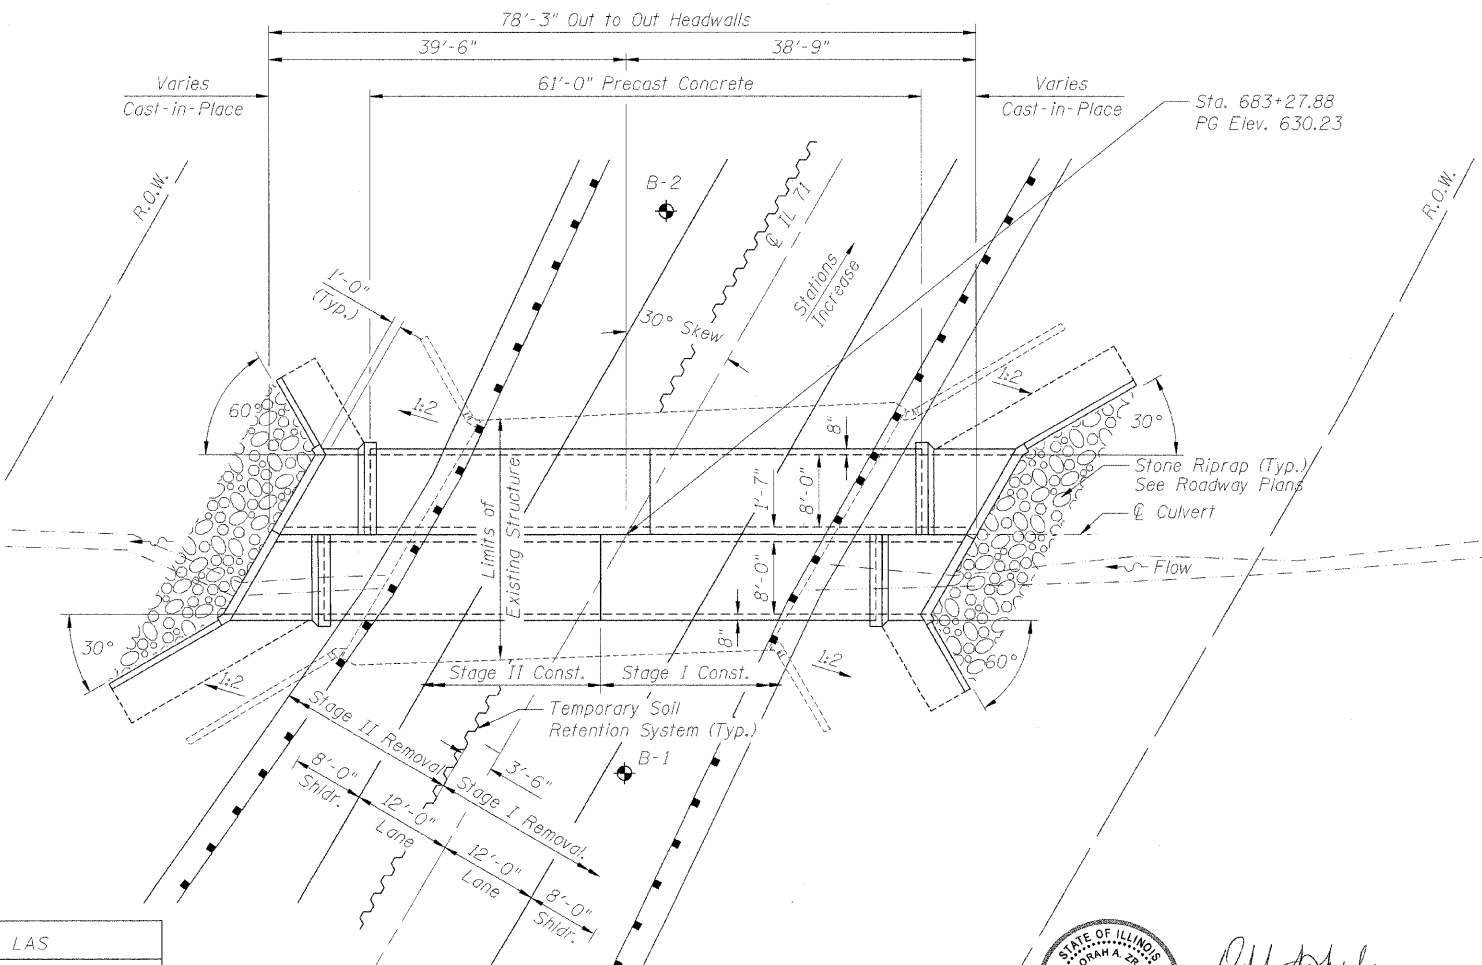 78'-3" Out to Out Headwalls
39'-6"
38'-9"
Varies
Cast-in-Place
61'-0" Precast Concrete
Varies
Cast-in-Place
Sta. 683+27.88
PG Elev. 630.23
R.O.W.
B-2
℄ IL 71
R.O.W.
1'-0"
(Typ.)
Stations
Increase
30° Skew
1:2
1:2
60°
8"
30°
Stone Riprap (Typ.)
See Roadway Plans
1'-7"
8'-0"
℄ Culvert
Limits of
Existing Structure
8'-0"
Flow
30°
8"
60°
1:2
1:2
Stage II Const.
Stage I Const.
Temporary Soil
Retention System (Typ.)
Stage II Removal
B-1
3'-6"
8'-0"
Shldr.
Stage I Removal.
12'-0"
Lane
12'-0"
Lane
8'-0"
Shldr.
LAS
STATE OF ILLINOIS
ORAH A. ZR